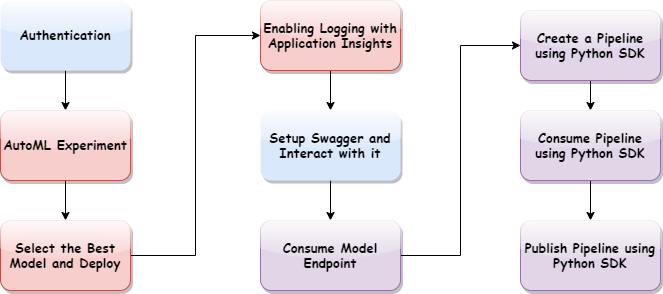 Authentication
AutoML Experiment
Select the Best
Model and Deploy
Enabling Logging with
Application Insights
Setup Swagger and
Interact with it
Consume Model
Endpoint
Create a Pipeline
using Python SDK
Consume Pipeline
using Python SDK
Publish Pipeline using
Python SDK